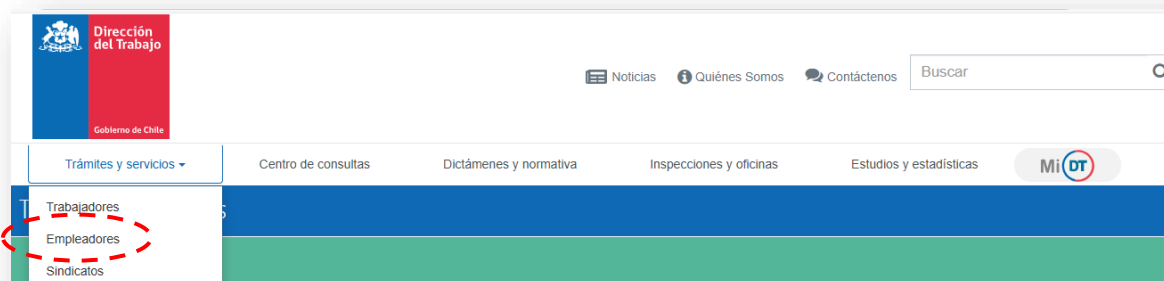 Dirección
del Trabajo
Gobierno de Chile
Noticias
Quiénes Somos
Contáctenos
Buscar
Trámites y servicios
Centro de consultas
Dictámenes y normativa
Inspecciones y oficinas
Estudios y estadísticas
Mi DT
Trabajadores
Empleadores
Sindicatos